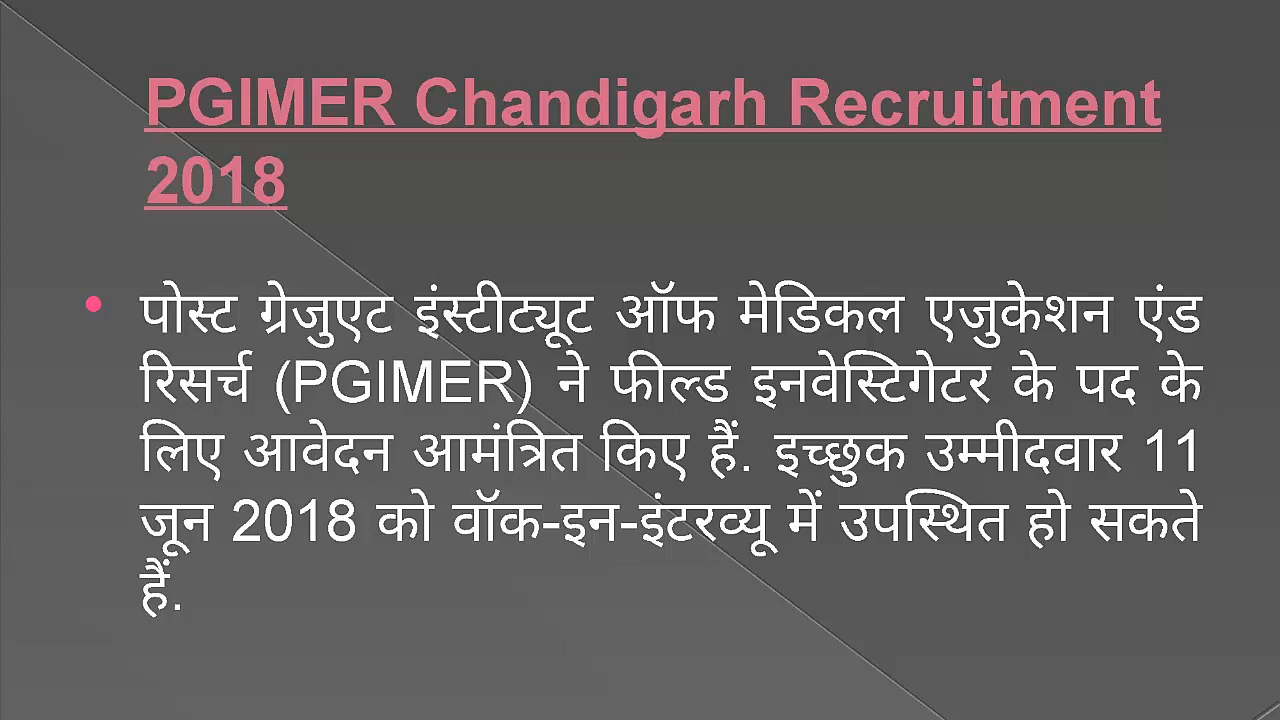 PGIMER Chandigarh Recruitment
2018
• पोस्ट ग्रेजुएट इंस्टीट्यूट ऑफ मेडिकल एजुकेशन एंड
रिसर्च (PGIMER) ने फील्ड इनवेस्टिगेटर के पद के
लिए आवेदन आमंत्रित किए हैं. इच्छुक उम्मीदवार 11
जून 2018 को वॉक-इन-इंटरव्यू में उपस्थित हो सकते
हैं.